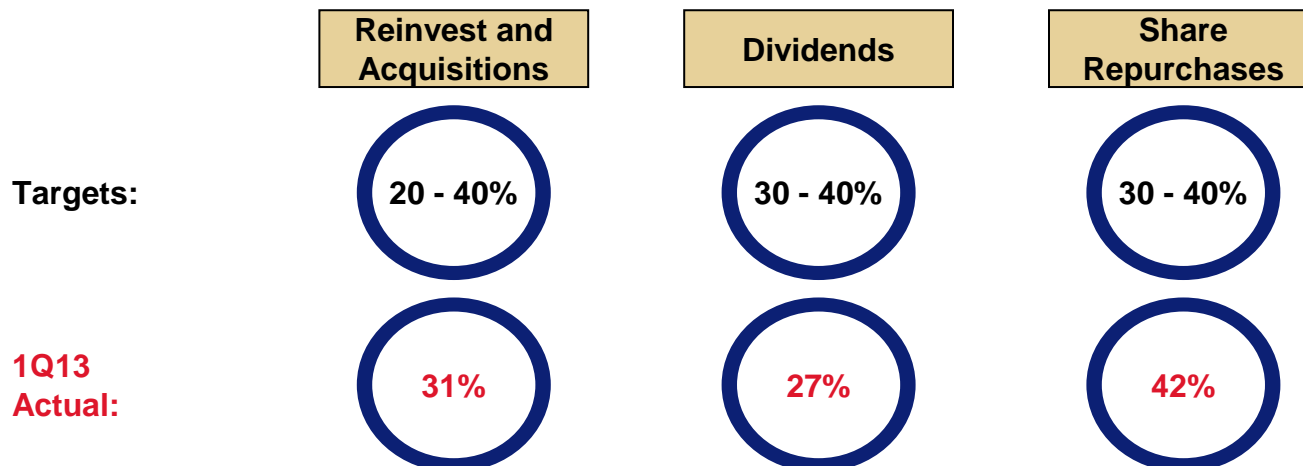 Reinvest and
Acquisitions
Dividends
Share
Repurchases
Targets:
20 - 40%
30 - 40%
30 - 40%
1Q13
Actual:
31%
27%
42%